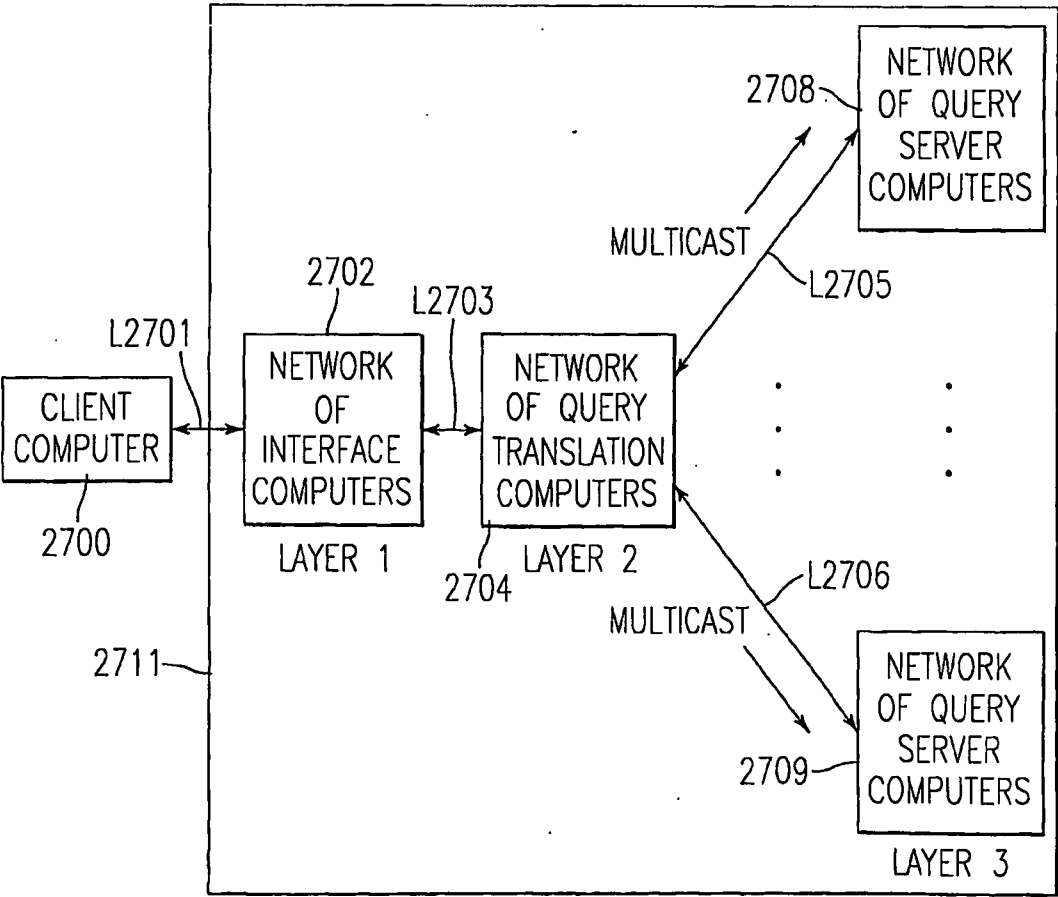 NETWORK
OF QUERY
SERVER
COMPUTERS
2708
MULTICAST
L2705
2702
L2703
L2701
CLIENT
COMPUTER
2700
NETWORK
OF
INTERFACE
COMPUTERS
LAYER 1
NETWORK
OF QUERY
TRANSLATION
COMPUTERS
2704
LAYER 2
L2706
MULTICAST
2711
NETWORK
OF QUERY
SERVER
COMPUTERS
2709
LAYER 3